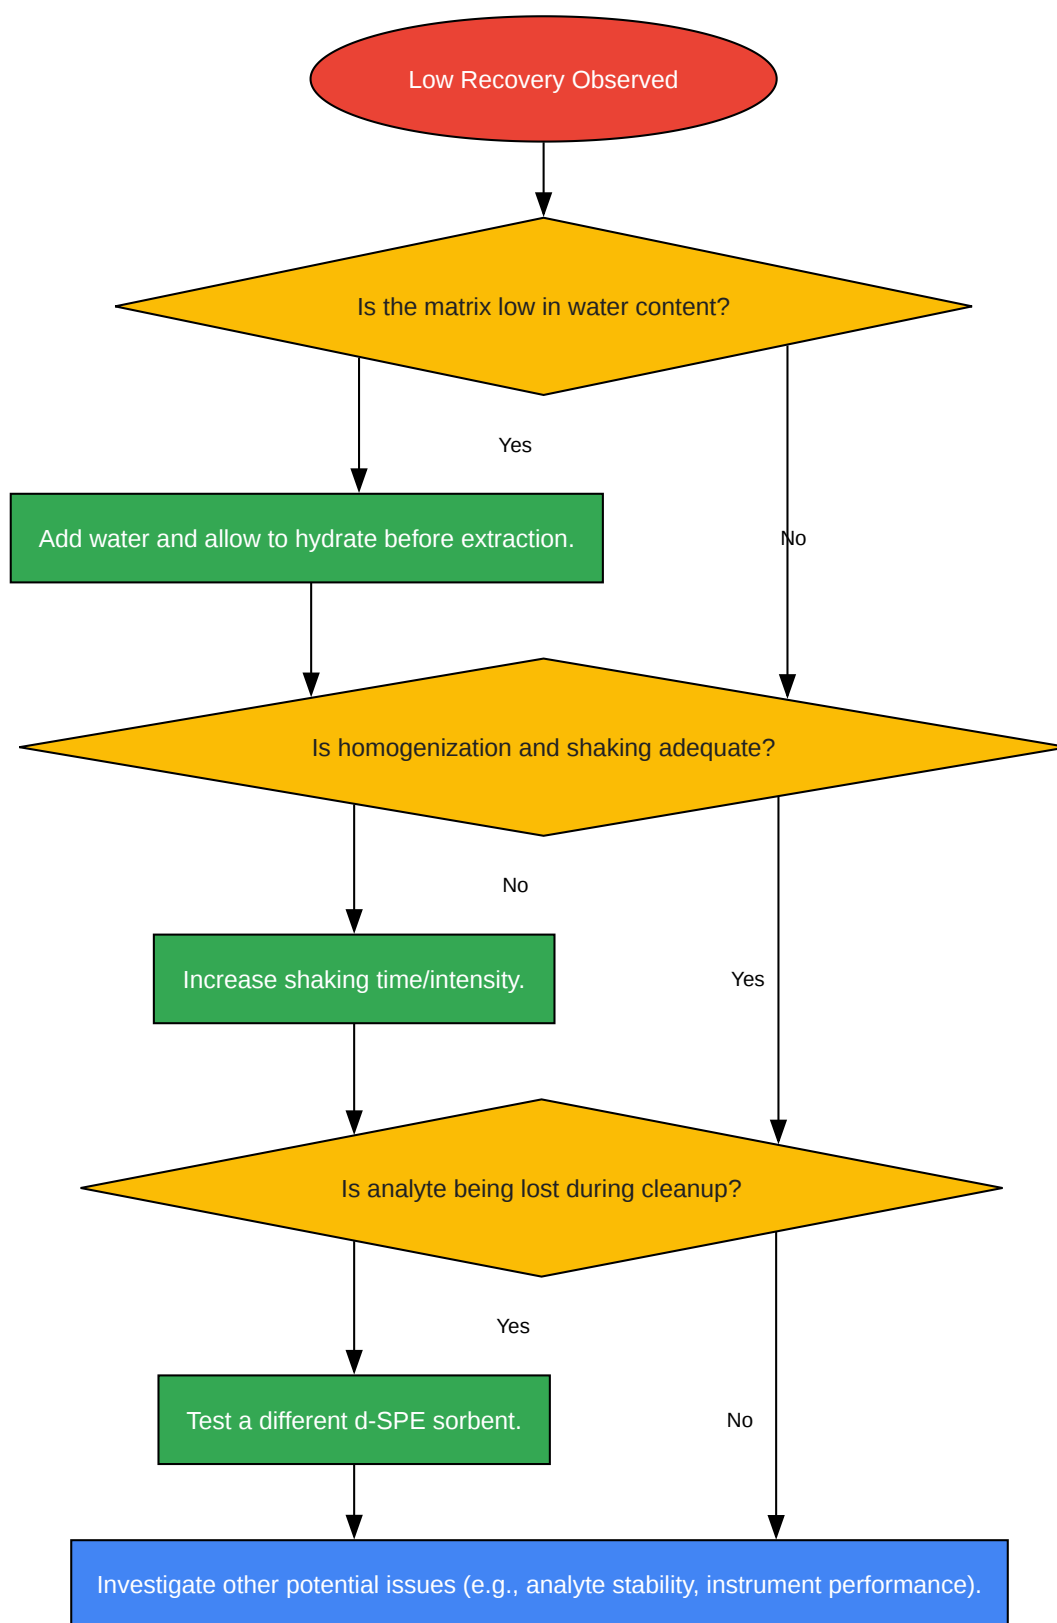 Low Recovery Observed
Is the matrix low in water content?
Yes
Add water and allow to hydrate before extraction.
No
Is homogenization and shaking adequate?
No
Increase shaking time/intensity.
Yes
Is analyte being lost during cleanup?
Yes
Test a different d-SPE sorbent.
No
Investigate other potential issues (e.g., analyte stability, instrument performance).